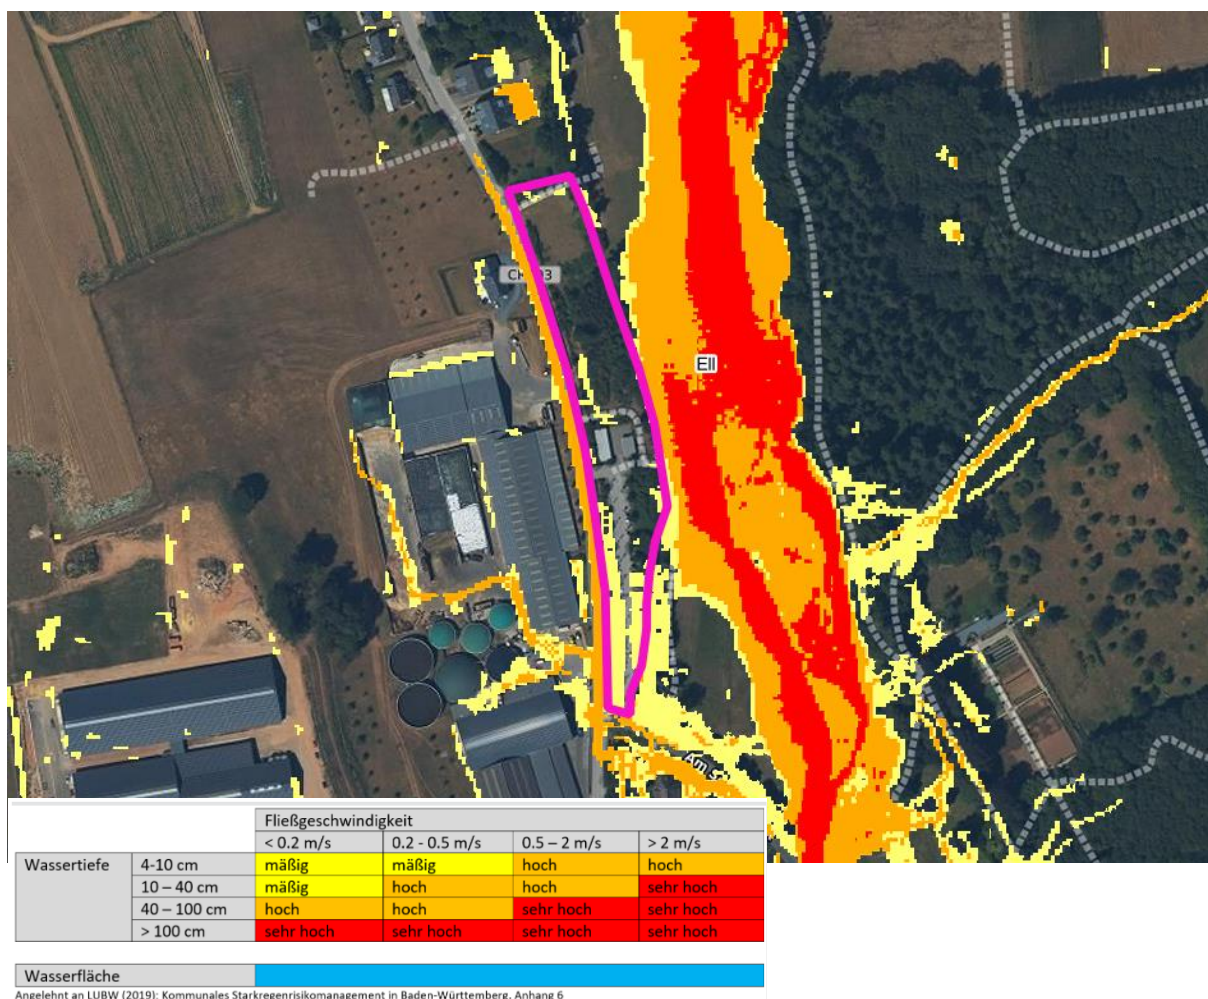 Ell
Am S
Fließgeschwindigkeit
< 0.2 m/s 0.2 - 0.5 m/s 0.5 – 2 m/s > 2 m/s
Wassertiefe 4-10 cm mäßig mäßig hoch hoch
10 – 40 cm mäßig hoch hoch sehr hoch
40 – 100 cm hoch hoch sehr hoch sehr hoch
> 100 cm sehr hoch sehr hoch sehr hoch sehr hoch
Wasserfläche
Angelehnt an LUBW (2019): Kommunales Starkregenrisikomanagement in Baden-Württemberg, Anhang 6